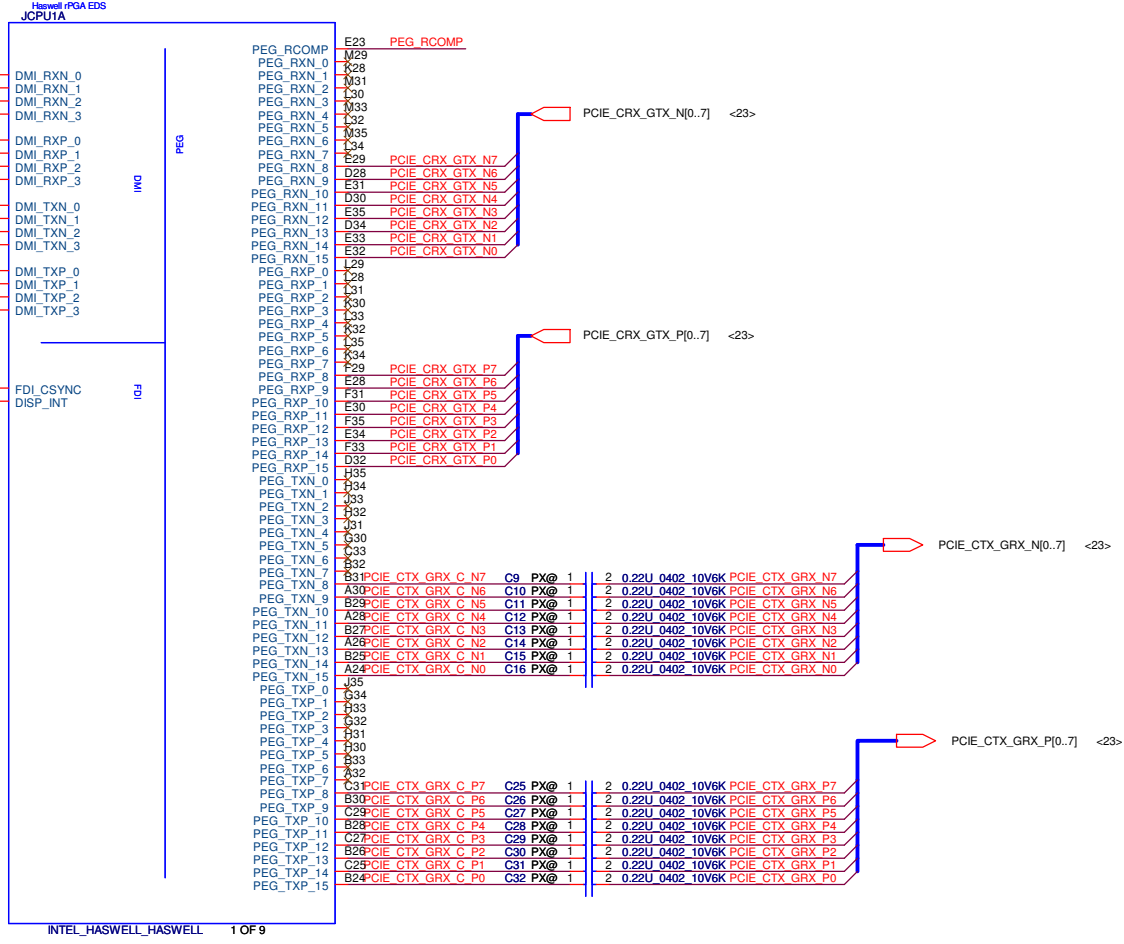 Haswell rPGA EDS
JCPU1A
DMI_RXN_0
DMI_RXN_1
DMI_RXN_2
DMI_RXN_3
DMI_RXP_0
DMI_RXP_1
DMI_RXP_2
DMI_RXP_3
DMI_TXN_0
DMI_TXN_1
DMI_TXN_2
DMI_TXN_3
DMI_TXP_0
DMI_TXP_1
DMI_TXP_2
DMI_TXP_3
FDI_CSYNC
DISP_INT
DMI
FDI
PEG
PEG_RCOMP E23 PEG_RCOMP
PEG_RXN_0 M29
PEG_RXN_1 K28
PEG_RXN_2 M31
PEG_RXN_3 L30
PEG_RXN_4 M33
PEG_RXN_5 L32
PEG_RXN_6 M35
PEG_RXN_7 L34
PEG_RXN_8 E29 PCIE_CRX_GTX_N7
PEG_RXN_9 D28 PCIE_CRX_GTX_N6
PEG_RXN_10 E31 PCIE_CRX_GTX_N5
PEG_RXN_11 D30 PCIE_CRX_GTX_N4
PEG_RXN_12 E35 PCIE_CRX_GTX_N3
PEG_RXN_13 D34 PCIE_CRX_GTX_N2
PEG_RXN_14 E33 PCIE_CRX_GTX_N1
PEG_RXN_15 E32 PCIE_CRX_GTX_N0
PCIE_CRX_GTX_N[0..7] <23>
PEG_RXP_0 L29
PEG_RXP_1 L28
PEG_RXP_2 L31
PEG_RXP_3 K30
PEG_RXP_4 L33
PEG_RXP_5 K32
PEG_RXP_6 L35
PEG_RXP_7 K34
PEG_RXP_8 F29 PCIE_CRX_GTX_P7
PEG_RXP_9 E28 PCIE_CRX_GTX_P6
PEG_RXP_10 F31 PCIE_CRX_GTX_P5
PEG_RXP_11 E30 PCIE_CRX_GTX_P4
PEG_RXP_12 F35 PCIE_CRX_GTX_P3
PEG_RXP_13 E34 PCIE_CRX_GTX_P2
PEG_RXP_14 F33 PCIE_CRX_GTX_P1
PEG_RXP_15 D32 PCIE_CRX_GTX_P0
PCIE_CRX_GTX_P[0..7] <23>
PEG_TXN_0 H35
PEG_TXN_1 H34
PEG_TXN_2 J33
PEG_TXN_3 H32
PEG_TXN_4 J31
PEG_TXN_5 G30
PEG_TXN_6 C33
PEG_TXN_7 B32
PEG_TXN_8 B31 PCIE_CTX_GRX_C_N7 C9 PX@ 1 2 0.22U_0402_10V6K PCIE_CTX_GRX_N7
PEG_TXN_9 A30 PCIE_CTX_GRX_C_N6 C10 PX@ 1 2 0.22U_0402_10V6K PCIE_CTX_GRX_N6
PEG_TXN_10 B29 PCIE_CTX_GRX_C_N5 C11 PX@ 1 2 0.22U_0402_10V6K PCIE_CTX_GRX_N5
PEG_TXN_11 A28 PCIE_CTX_GRX_C_N4 C12 PX@ 1 2 0.22U_0402_10V6K PCIE_CTX_GRX_N4
PEG_TXN_12 B27 PCIE_CTX_GRX_C_N3 C13 PX@ 1 2 0.22U_0402_10V6K PCIE_CTX_GRX_N3
PEG_TXN_13 A26 PCIE_CTX_GRX_C_N2 C14 PX@ 1 2 0.22U_0402_10V6K PCIE_CTX_GRX_N2
PEG_TXN_14 B25 PCIE_CTX_GRX_C_N1 C15 PX@ 1 2 0.22U_0402_10V6K PCIE_CTX_GRX_N1
PEG_TXN_15 A24 PCIE_CTX_GRX_C_N0 C16 PX@ 1 2 0.22U_0402_10V6K PCIE_CTX_GRX_N0
PCIE_CTX_GRX_N[0..7] <23>
PEG_TXP_0 J35
PEG_TXP_1 G34
PEG_TXP_2 H33
PEG_TXP_3 G32
PEG_TXP_4 H31
PEG_TXP_5 H30
PEG_TXP_6 B33
PEG_TXP_7 A32
PEG_TXP_8 C31 PCIE_CTX_GRX_C_P7 C25 PX@ 1 2 0.22U_0402_10V6K PCIE_CTX_GRX_P7
PEG_TXP_9 B30 PCIE_CTX_GRX_C_P6 C26 PX@ 1 2 0.22U_0402_10V6K PCIE_CTX_GRX_P6
PEG_TXP_10 C29 PCIE_CTX_GRX_C_P5 C27 PX@ 1 2 0.22U_0402_10V6K PCIE_CTX_GRX_P5
PEG_TXP_11 B28 PCIE_CTX_GRX_C_P4 C28 PX@ 1 2 0.22U_0402_10V6K PCIE_CTX_GRX_P4
PEG_TXP_12 C27 PCIE_CTX_GRX_C_P3 C29 PX@ 1 2 0.22U_0402_10V6K PCIE_CTX_GRX_P3
PEG_TXP_13 B26 PCIE_CTX_GRX_C_P2 C30 PX@ 1 2 0.22U_0402_10V6K PCIE_CTX_GRX_P2
PEG_TXP_14 C25 PCIE_CTX_GRX_C_P1 C31 PX@ 1 2 0.22U_0402_10V6K PCIE_CTX_GRX_P1
PEG_TXP_15 B24 PCIE_CTX_GRX_C_P0 C32 PX@ 1 2 0.22U_0402_10V6K PCIE_CTX_GRX_P0
PCIE_CTX_GRX_P[0..7] <23>
INTEL_HASWELL_HASWELL 1 OF 9